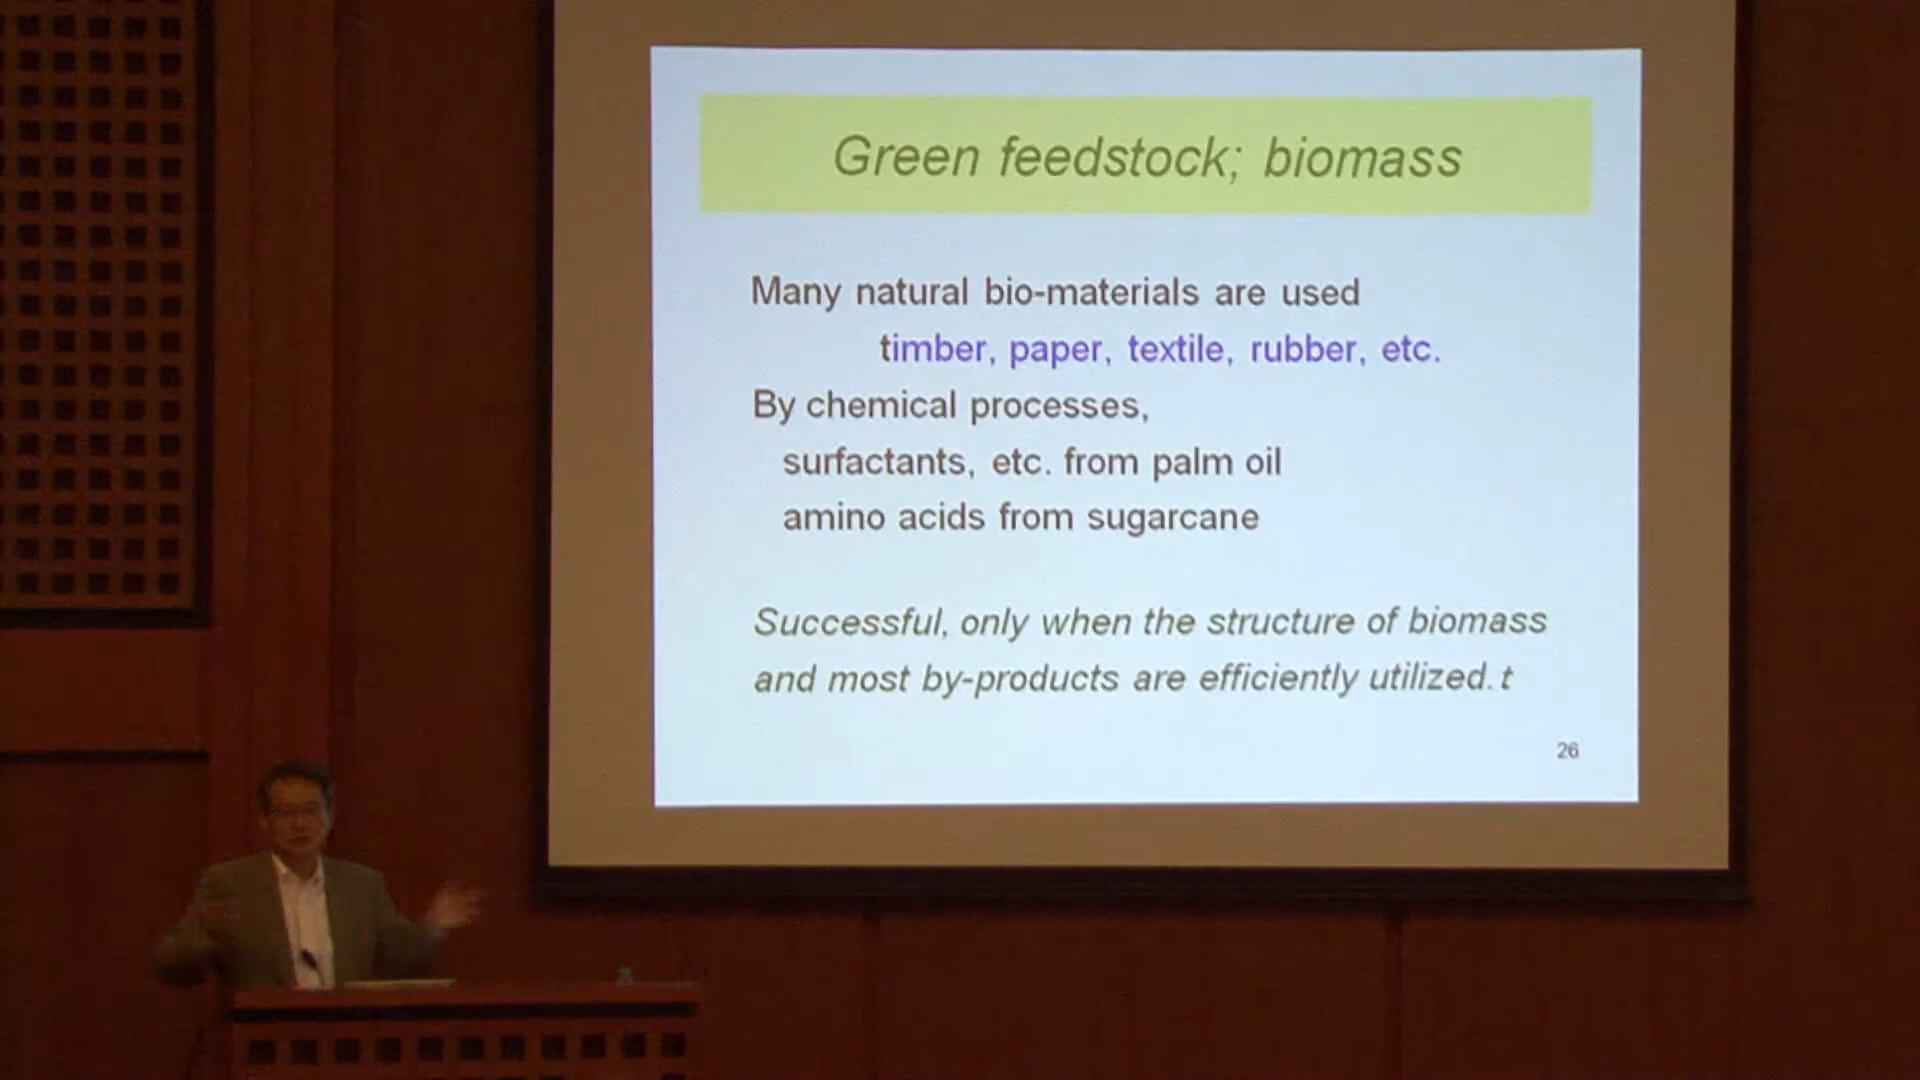 Green feedstock; biomass
Many natural bio-materials are used
timber, paper, textile, rubber, etc.
By chemical processes,
surfactants, etc. from palm oil
amino acids from sugarcane
Successful, only when the structure of biomass
and most by-products are efficiently utilized. t
26